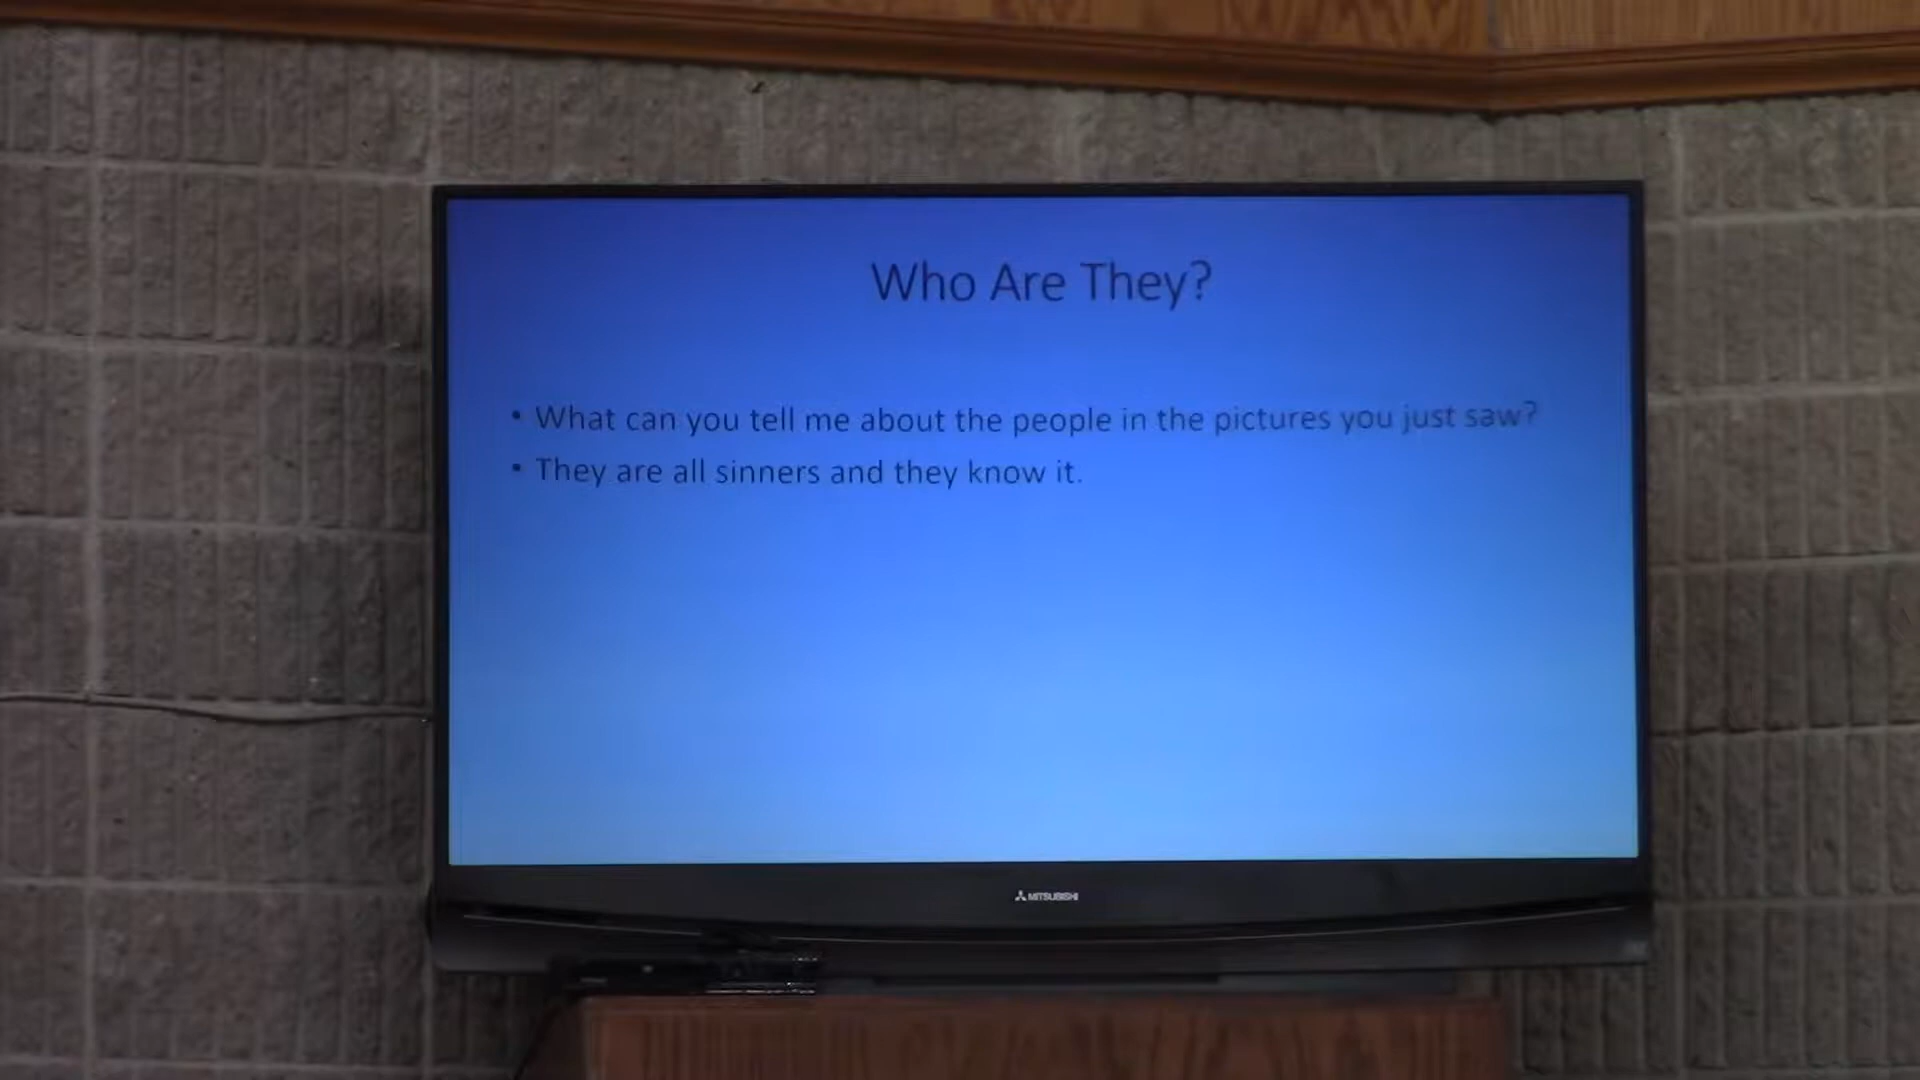 Who Are They?
• What can you tell me about the people in the pictures you just saw?
• They are all sinners and they know it.
MITSUBISHI